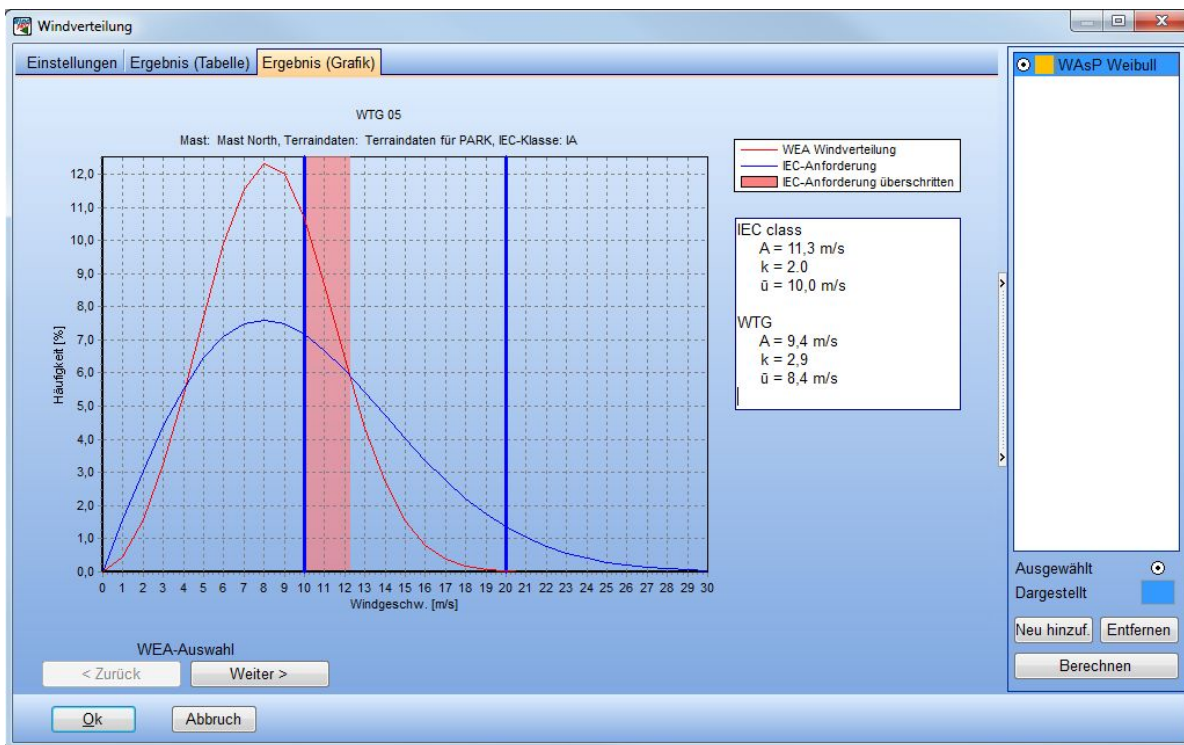 Windverteilung
Einstellungen Ergebnis (Tabelle) Ergebnis (Grafik)
WTG 05
Mast: Mast North, Terraindaten: Terraindaten für PARK, IEC-Klasse: IA
Häufigkeit [%]
12,0
11,0
10,0
9,0
8,0
7,0
6,0
5,0
4,0
3,0
2,0
1,0
0,0
0 1 2 3 4 5 6 7 8 9 10 11 12 13 14 15 16 17 18 19 20 21 22 23 24 25 26 27 28 29 30
Windgeschw. [m/s]
WEA Windverteilung
IEC-Anforderung
IEC-Anforderung überschritten
IEC class
A = 11,3 m/s
k = 2.0
ū = 10,0 m/s
WTG
A = 9,4 m/s
k = 2,9
ū = 8,4 m/s
WEA-Auswahl
< Zurück Weiter >
Ok Abbruch
WAsP Weibull
Ausgewählt
Dargestellt
Neu hinzuf. Entfernen
Berechnen